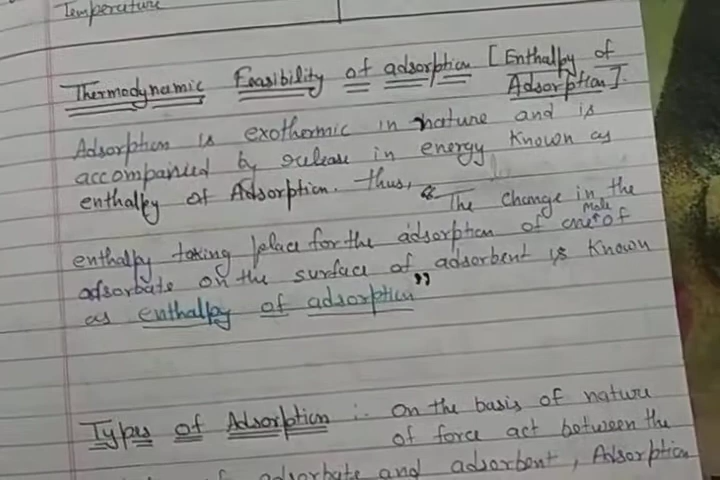 Temperature
Thermodynamic Feasibility of adsorption [Enthalpy of
Adsorption].
Adsorption is exothermic in nature and is
accompanied by release in energy known as
enthalpy of Adsorption. Thus, "The change in the
enthalpy taking place for the adsorption of one mole of
adsorbate on the surface of adsorbent is known
as enthalpy of adsorption"
Types of Adsorption :- On the basis of nature
of force act between the
of adsorbate and adsorbent, Adsorption